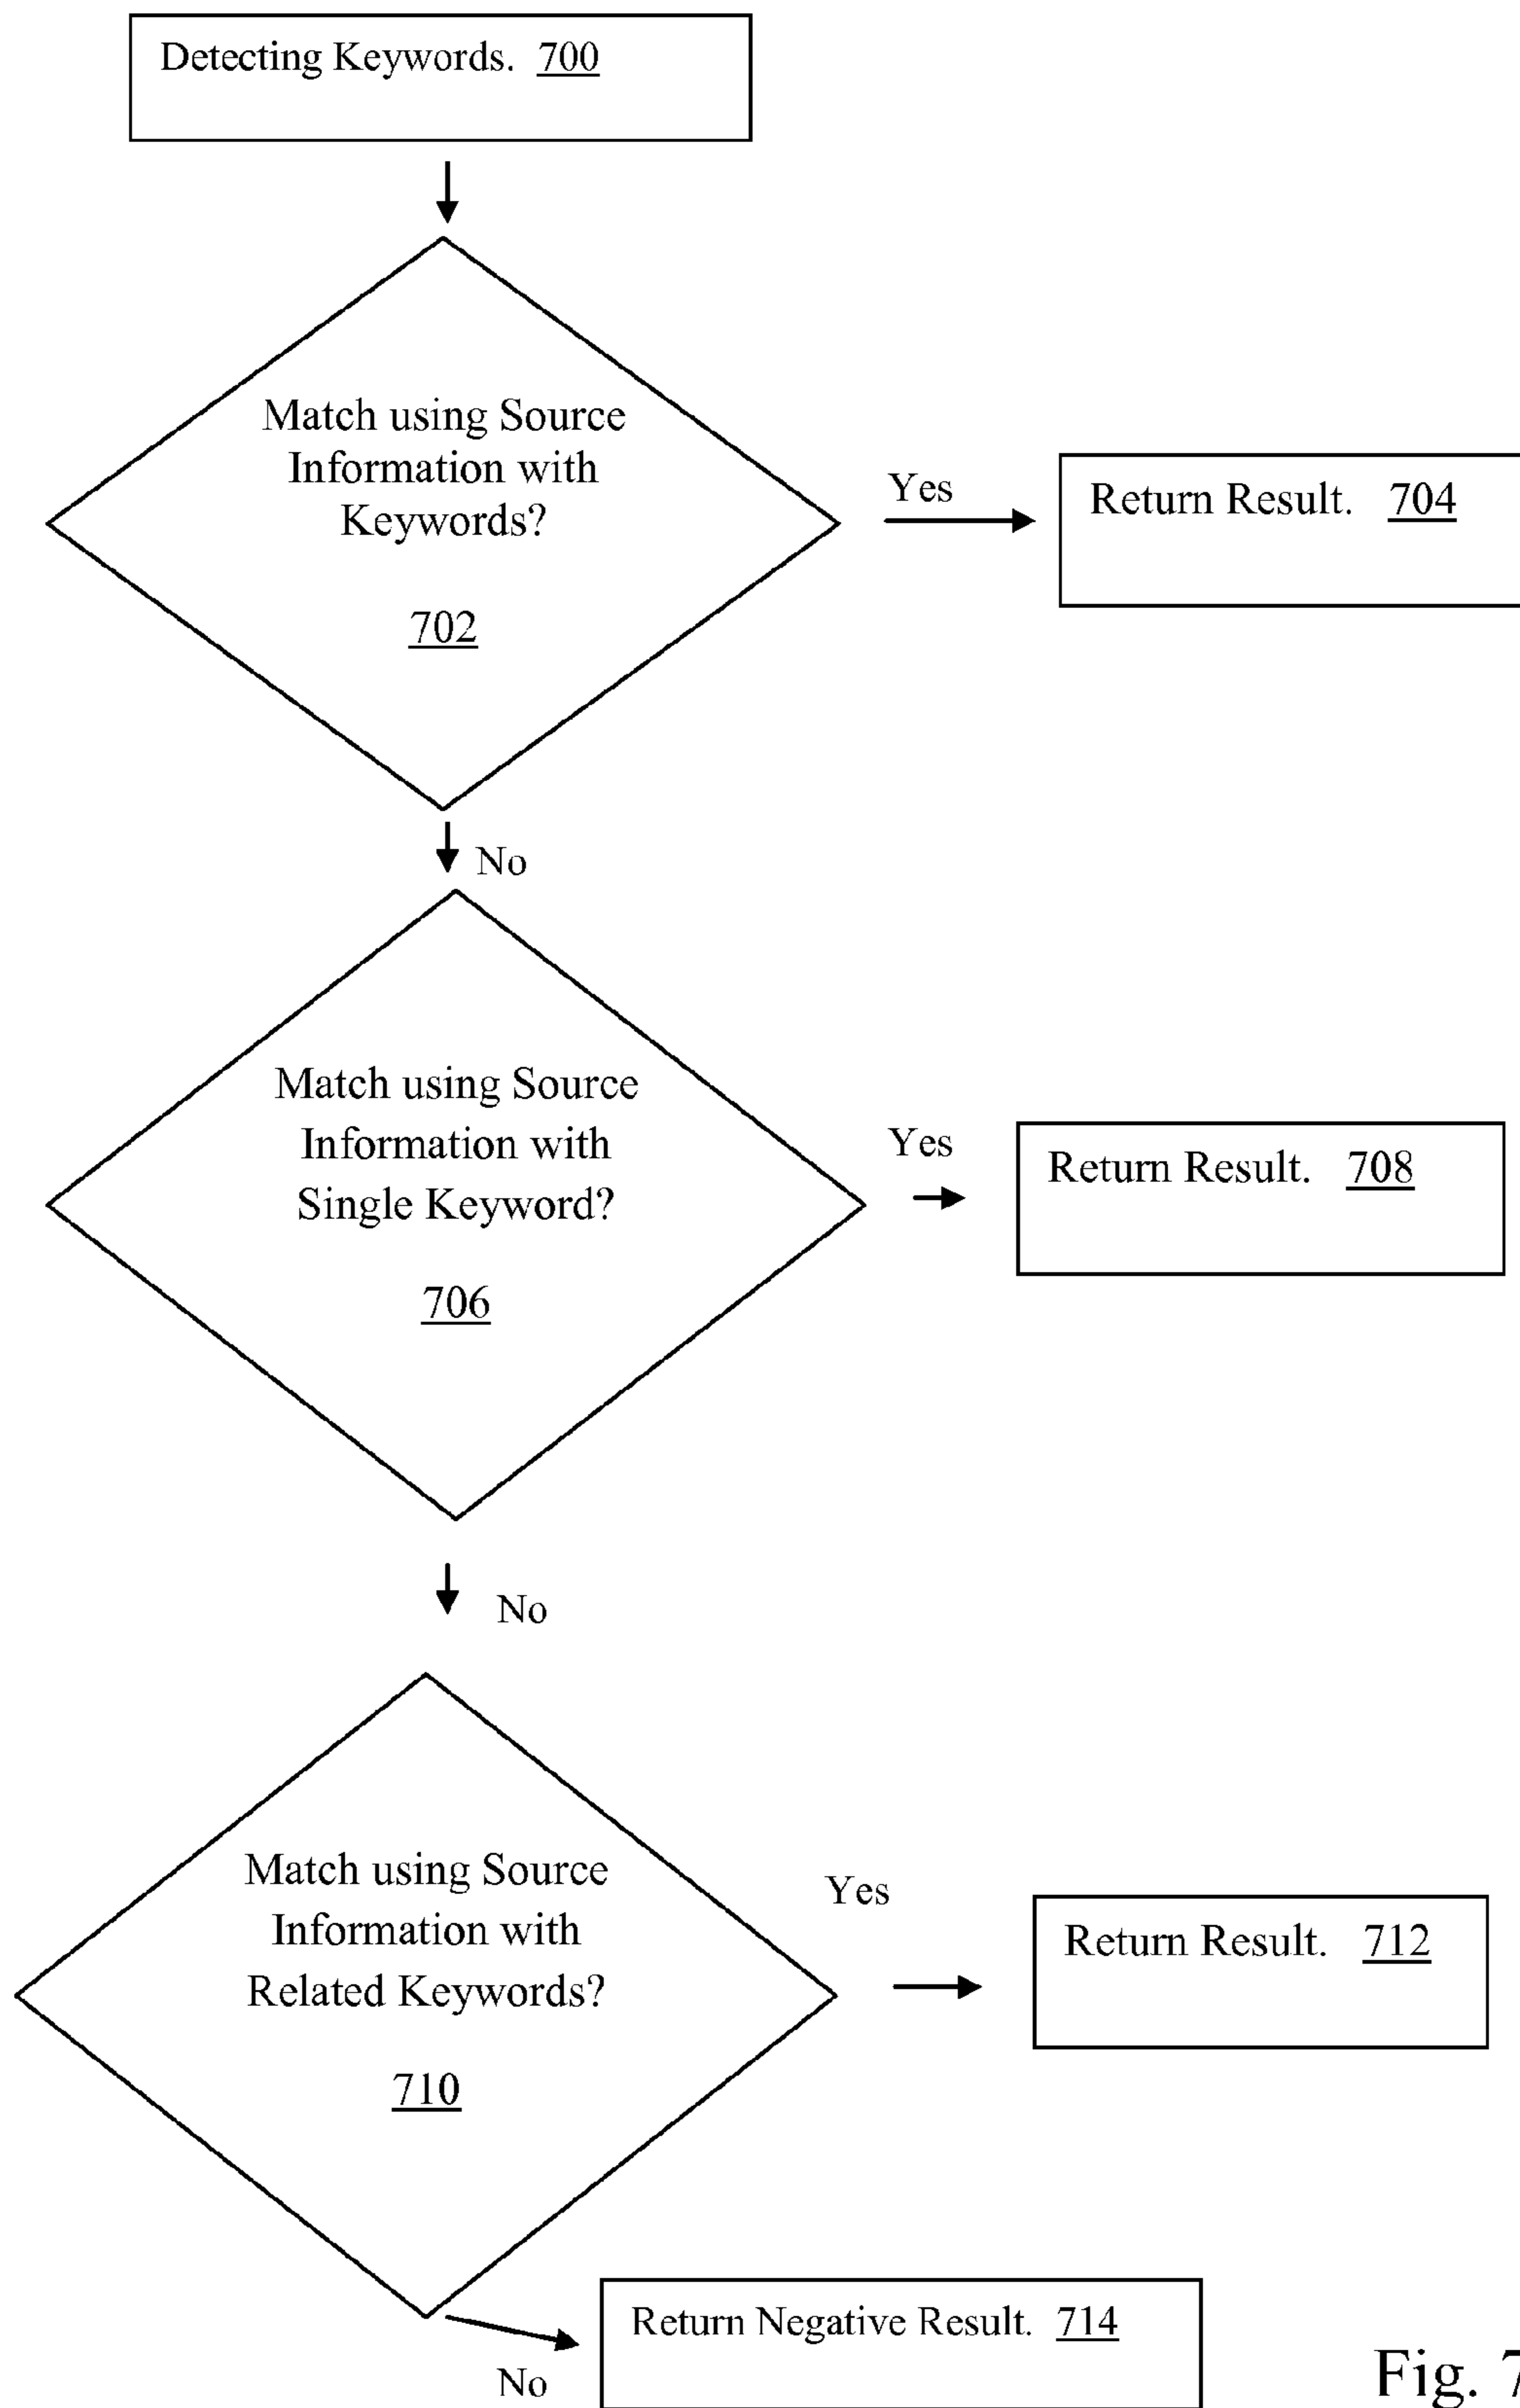 Detecting Keywords. 700
Match using Source
Information with
Keywords?
702
Yes
Return Result. 704
No
Match using Source
Information with
Single Keyword?
706
Yes
Return Result. 708
No
Match using Source
Information with
Related Keywords?
710
Yes
Return Result. 712
Return Negative Result. 714
No
Fig. 7